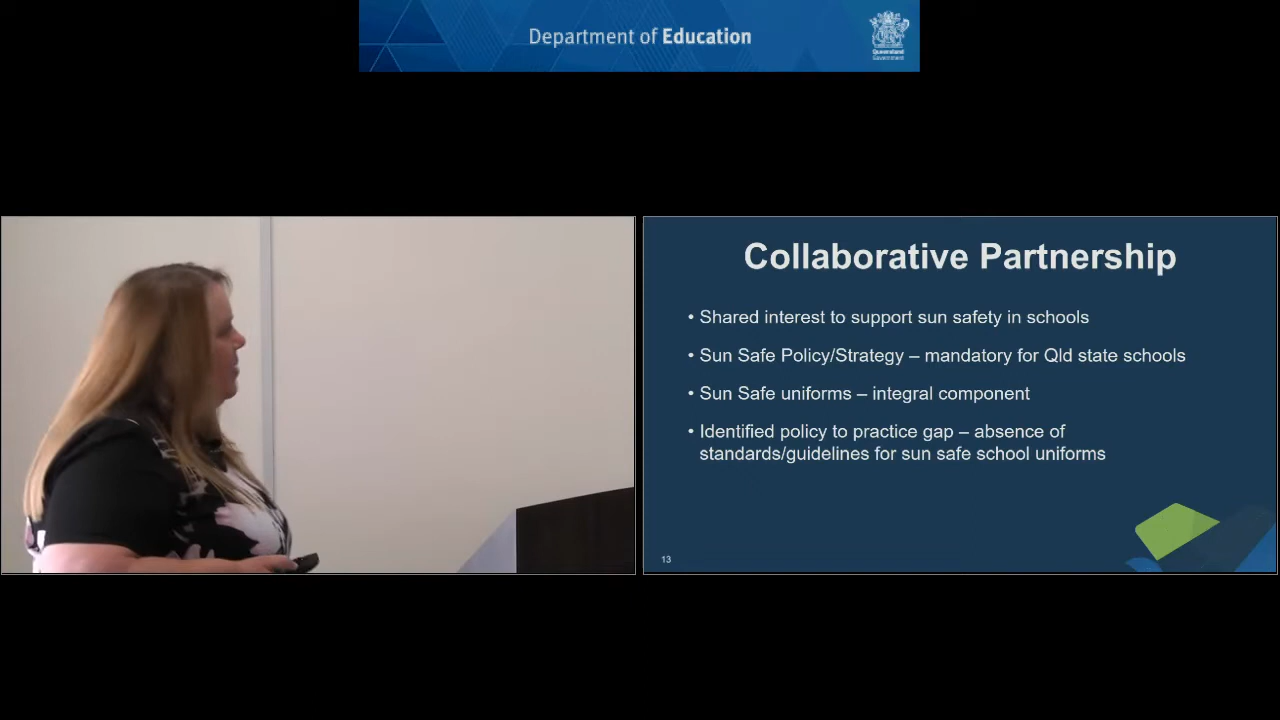 Department of Education
Queensland
Government
Collaborative Partnership
• Shared interest to support sun safety in schools
• Sun Safe Policy/Strategy – mandatory for Qld state schools
• Sun Safe uniforms – integral component
• Identified policy to practice gap – absence of
standards/guidelines for sun safe school uniforms
13